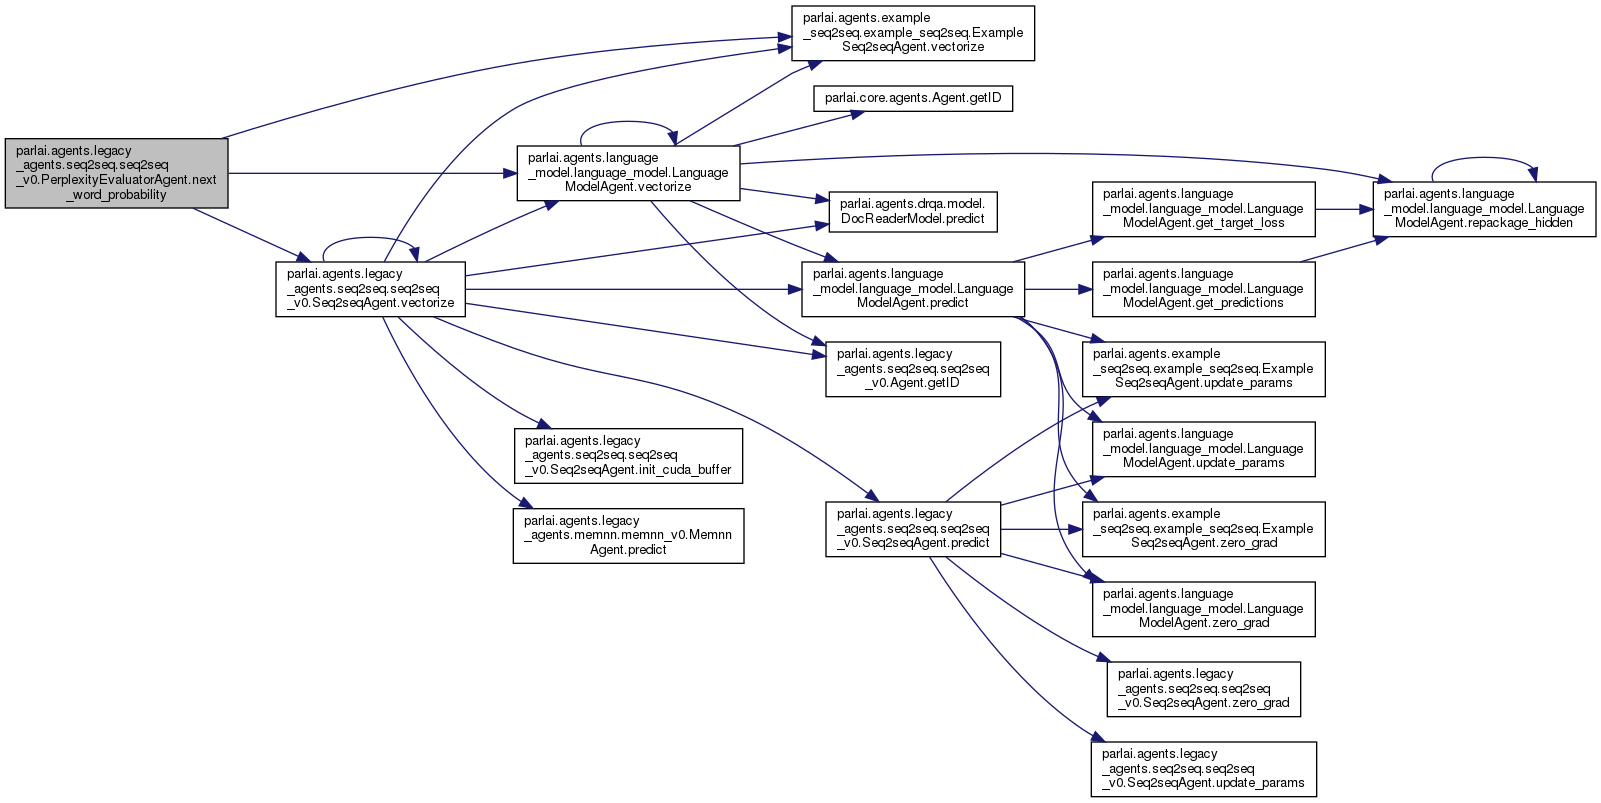 parlai.agents.example
_seq2seq.example_seq2seq.Example
Seq2seqAgent.vectorize
parlai.core.agents.Agent.getID
parlai.agents.legacy
_agents.seq2seq.seq2seq
_v0.PerplexityEvaluatorAgent.next
_word_probability
parlai.agents.language
_model.language_model.Language
ModelAgent.vectorize
parlai.agents.drqa.model.
DocReaderModel.predict
parlai.agents.language
_model.language_model.Language
ModelAgent.get_target_loss
parlai.agents.language
_model.language_model.Language
ModelAgent.repackage_hidden
parlai.agents.legacy
_agents.seq2seq.seq2seq
_v0.Seq2seqAgent.vectorize
parlai.agents.language
_model.language_model.Language
ModelAgent.predict
parlai.agents.language
_model.language_model.Language
ModelAgent.get_predictions
parlai.agents.legacy
_agents.seq2seq.seq2seq
_v0.Agent.getID
parlai.agents.example
_seq2seq.example_seq2seq.Example
Seq2seqAgent.update_params
parlai.agents.legacy
_agents.seq2seq.seq2seq
_v0.Seq2seqAgent.init_cuda_buffer
parlai.agents.language
_model.language_model.Language
ModelAgent.update_params
parlai.agents.legacy
_agents.memnn.memnn_v0.Memnn
Agent.predict
parlai.agents.legacy
_agents.seq2seq.seq2seq
_v0.Seq2seqAgent.predict
parlai.agents.example
_seq2seq.example_seq2seq.Example
Seq2seqAgent.zero_grad
parlai.agents.language
_model.language_model.Language
ModelAgent.zero_grad
parlai.agents.legacy
_agents.seq2seq.seq2seq
_v0.Seq2seqAgent.zero_grad
parlai.agents.legacy
_agents.seq2seq.seq2seq
_v0.Seq2seqAgent.update_params